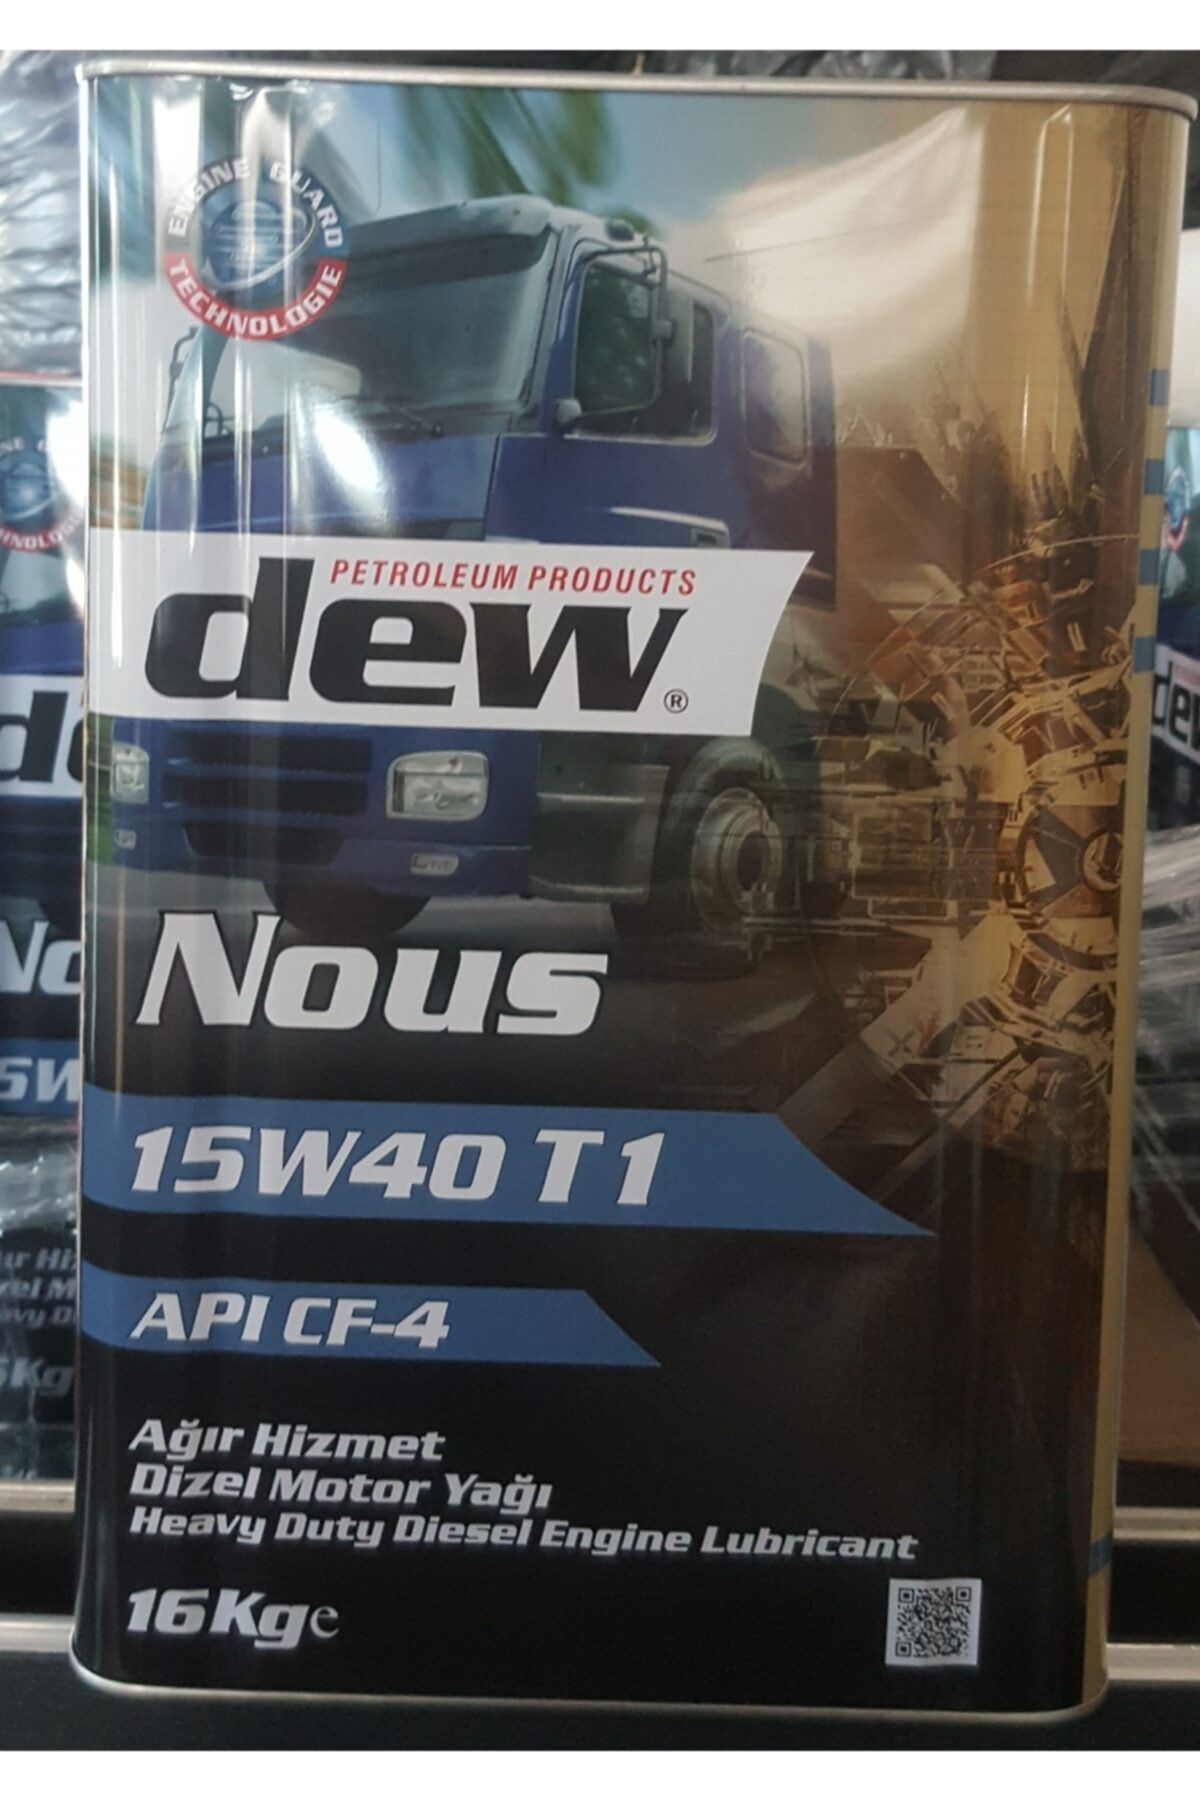 ENGINE GUARD
TECHNOLOGIE
PETROLEUM PRODUCTS
dew®
Nous
15W40 T1
API CF-4
Ağır Hizmet
Dizel Motor Yağı
Heavy Duty Diesel Engine Lubricant
16Kge